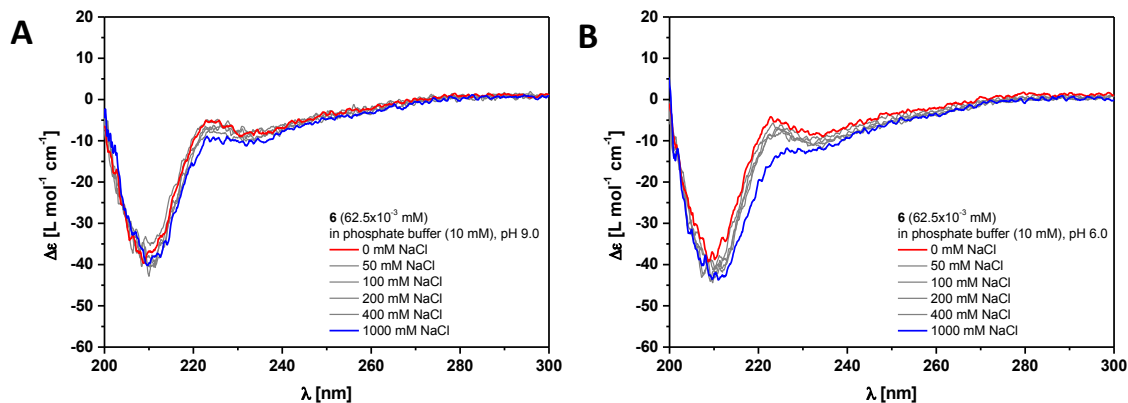 A
Δε [L mol⁻¹ cm⁻¹]
20
10
0
-10
-20
-30
-40
-50
-60
6 (62.5x10⁻³ mM)
in phosphate buffer (10 mM), pH 9.0
0 mM NaCl
50 mM NaCl
100 mM NaCl
200 mM NaCl
400 mM NaCl
1000 mM NaCl
200 220 240 260 280 300
λ [nm]
B
Δε [L mol⁻¹ cm⁻¹]
20
10
0
-10
-20
-30
-40
-50
-60
6 (62.5x10⁻³ mM)
in phosphate buffer (10 mM), pH 6.0
0 mM NaCl
50 mM NaCl
100 mM NaCl
200 mM NaCl
400 mM NaCl
1000 mM NaCl
200 220 240 260 280 300
λ [nm]